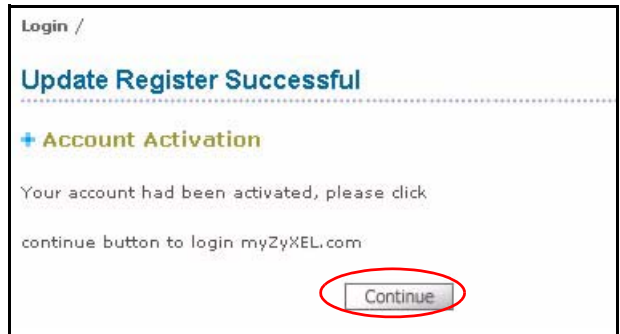 Login /
Update Register Successful
+ Account Activation
Your account had been activated, please click
continue button to login myZyXEL.com
Continue